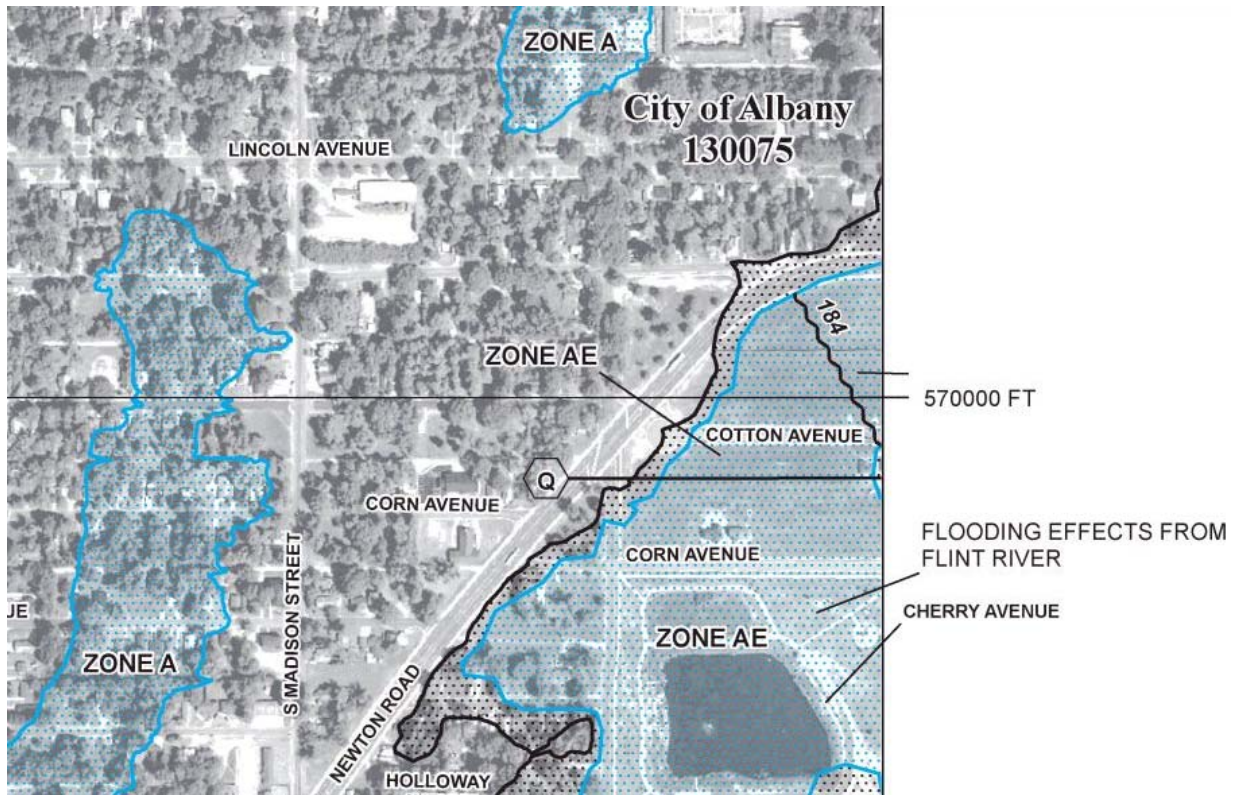 ZONE A
City of Albany
130075
LINCOLN AVENUE
184
ZONE AE
570000 FT
COTTON AVENUE
Q
CORN AVENUE
FLOODING EFFECTS FROM
FLINT RIVER
CORN AVENUE
CHERRY AVENUE
UE
S MADISON STREET
ZONE AE
ZONE A
NEWTON ROAD
HOLLOWAY